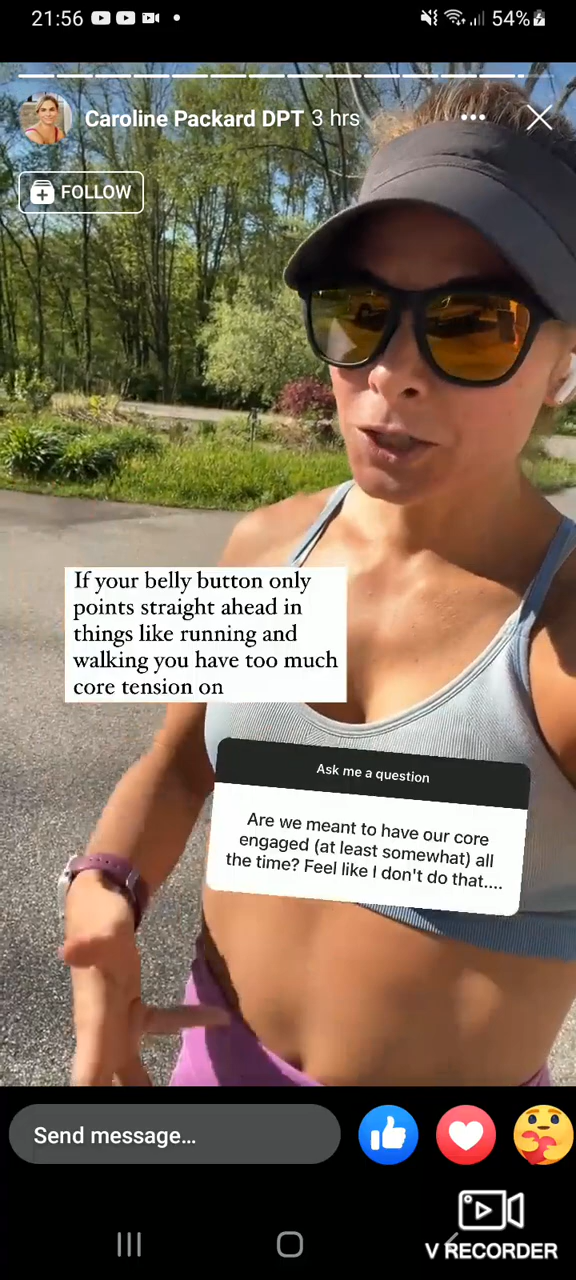 21:56
54%
Caroline Packard DPT 3 hrs
FOLLOW
If your belly button only
points straight ahead in
things like running and
walking you have too much
core tension on
Ask me a question
Are we meant to have our core
engaged (at least somewhat) all
the time? Feel like I don't do that....
Send message...
V RECORDER